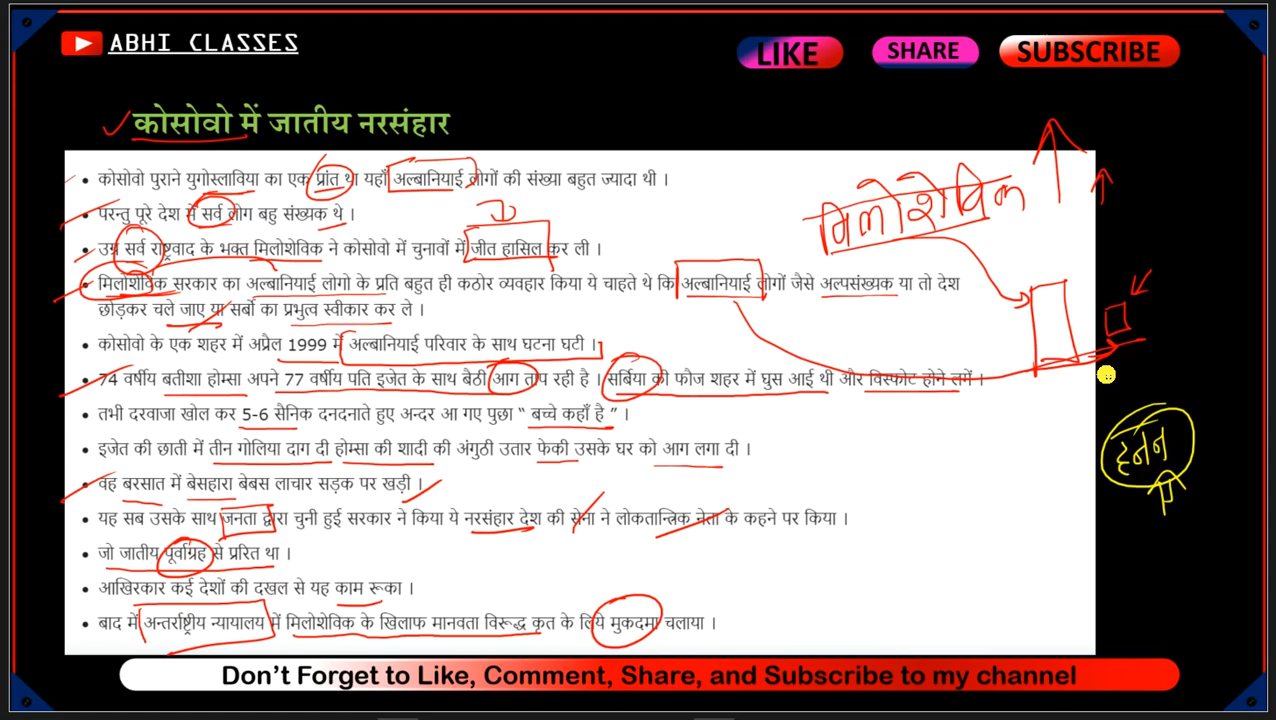 ABHI CLASSES
LIKE
SHARE
SUBSCRIBE
कोसोवो में जातीय नरसंहार
• कोसोवो पुराने युगोस्लाविया का एक प्रांत था यहाँ अल्बानियाई लोगों की संख्या बहुत ज्यादा थी ।
• परन्तु पूरे देश में सर्व लोग बहु संख्यक थे ।
• उग्र सर्व राष्ट्रवाद के भक्त मिलोशेविक ने कोसोवो में चुनावों में जीत हासिल कर ली ।
• मिलोशेविक सरकार का अल्बानियाई लोगो के प्रति बहुत ही कठोर व्यवहार किया ये चाहते थे कि अल्बानियाई लोगों जैसे अल्पसंख्यक या तो देश
छोड़कर चले जाए या सर्बो का प्रभुत्व स्वीकार कर ले ।
• कोसोवो के एक शहर में अप्रैल 1999 में अल्बानियाई परिवार के साथ घटना घटी ।
• 74 वर्षीय बतीशा होम्सा अपने 77 वर्षीय पति इजेत के साथ बैठी आग ताप रही है । सर्बिया की फौज शहर में घुस आई थी और विस्फोट होने लगें ।
• तभी दरवाजा खोल कर 5-6 सैनिक दनदनाते हुए अन्दर आ गए पुछा “ बच्चे कहाँ है ” ।
• इजेत की छाती में तीन गोलिया दाग दी होम्सा की शादी की अंगुठी उतार फेकी उसके घर को आग लगा दी ।
• वह बरसात में बेसहारा बेबस लाचार सड़क पर खड़ी ।
• यह सब उसके साथ जनता द्वारा चुनी हुई सरकार ने किया ये नरसंहार देश की सेना ने लोकतान्त्रिक नेता के कहने पर किया ।
• जो जातीय पूर्वाग्रह से प्ररित था ।
• आखिरकार कई देशों की दखल से यह काम रूका ।
• बाद में अन्तर्राष्ट्रीय न्यायालय में मिलोशेविक के खिलाफ मानवता विरूद्ध कृत के लिये मुकदमा चलाया ।
मिलोशेविक
हनन
Don’t Forget to Like, Comment, Share, and Subscribe to my channel